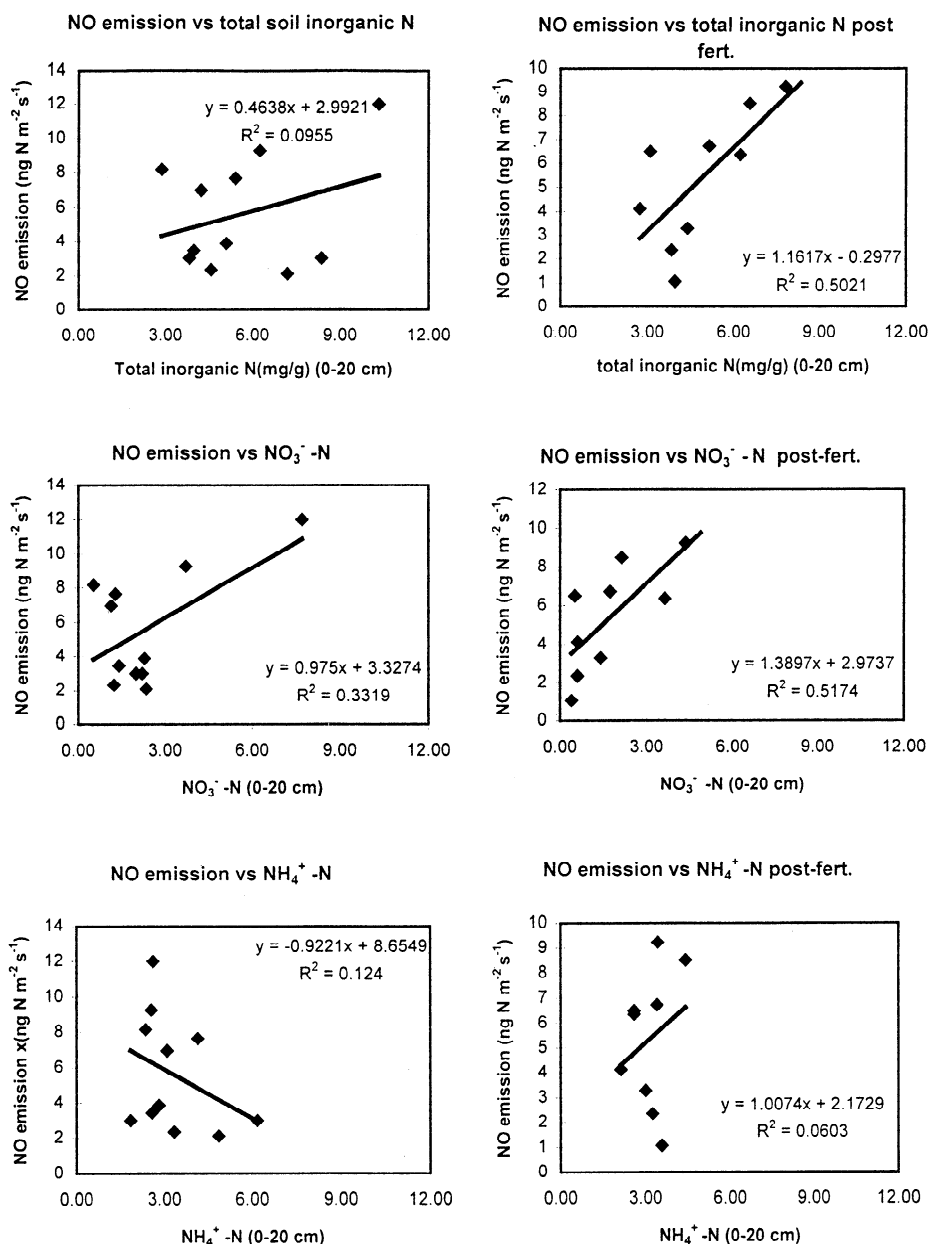 NO emission vs total soil inorganic N
NO emission (ng N m⁻² s⁻¹)
14
12
10
8
6
4
2
0
y = 0.4638x + 2.9921
R² = 0.0955
0.00 3.00 6.00 9.00 12.00
Total inorganic N(mg/g) (0-20 cm)
NO emission vs total inorganic N post
fert.
NO emission (ng N m⁻² s⁻¹)
10
9
8
7
6
5
4
3
2
1
0
y = 1.1617x - 0.2977
R² = 0.5021
0.00 3.00 6.00 9.00 12.00
total inorganic N(mg/g) (0-20 cm)
NO emission vs NO₃⁻ -N
NO emission (ng N m⁻² s⁻¹)
14
12
10
8
6
4
2
0
y = 0.975x + 3.3274
R² = 0.3319
0.00 3.00 6.00 9.00 12.00
NO₃⁻ -N (0-20 cm)
NO emission vs NO₃⁻ - N post-fert.
NO emission (ng N m⁻² s⁻¹)
12
10
8
6
4
2
0
y = 1.3897x + 2.9737
R² = 0.5174
0.00 3.00 6.00 9.00 12.00
NO₃⁻ -N (0-20 cm)
NO emission vs NH₄⁺ -N
NO emission x(ng N m⁻² s⁻¹)
14
12
10
8
6
4
2
0
y = -0.9221x + 8.6549
R² = 0.124
0.00 3.00 6.00 9.00 12.00
NH₄⁺ -N (0-20 cm)
NO emission vs NH₄⁺ -N post-fert.
NO emission (ng N m⁻² s⁻¹)
10
9
8
7
6
5
4
3
2
1
0
y = 1.0074x + 2.1729
R² = 0.0603
0.00 3.00 6.00 9.00 12.00
NH₄⁺ -N (0-20 cm)